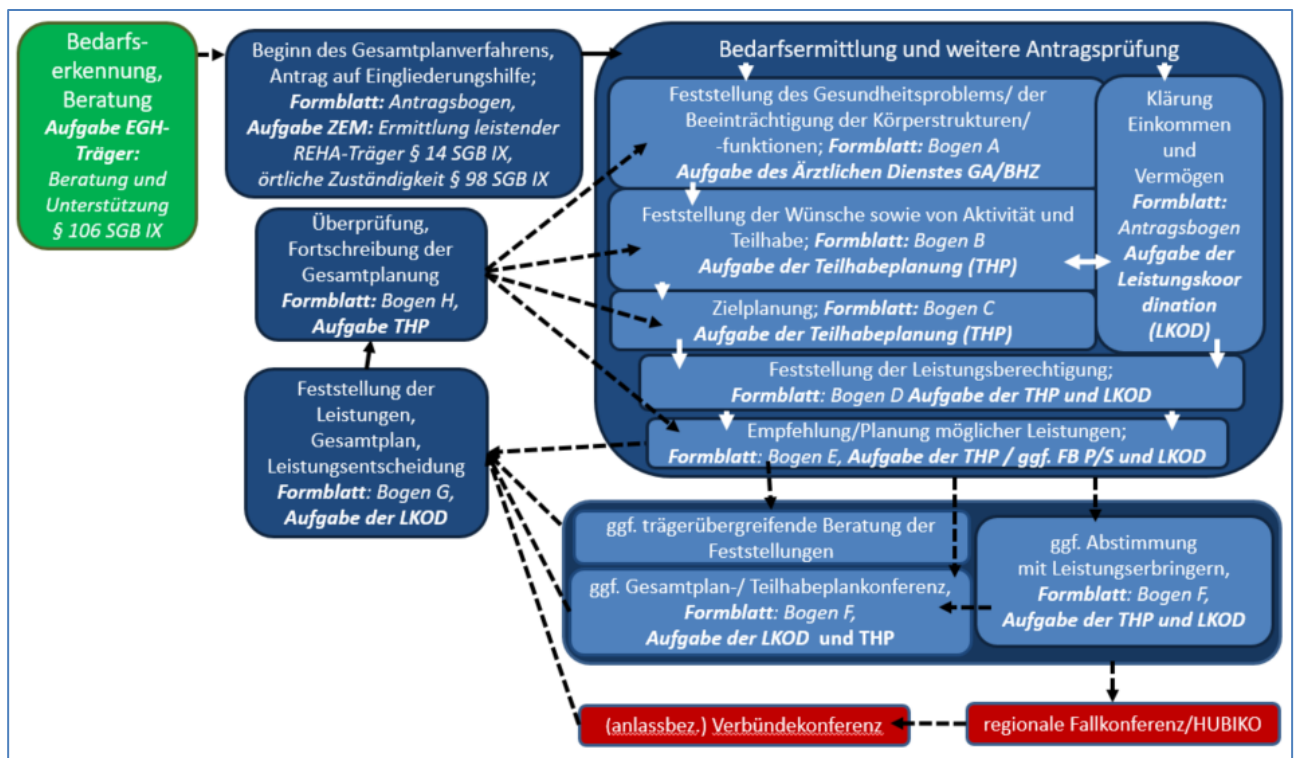 Bedarfs-
erkennung,
Beratung
Aufgabe EGH-
Träger:
Beratung und
Unterstützung
§ 106 SGB IX
Beginn des Gesamtplanverfahrens,
Antrag auf Eingliederungshilfe;
Formblatt: Antragsbogen,
Aufgabe ZEM: Ermittlung leistender
REHA-Träger § 14 SGB IX,
örtliche Zuständigkeit § 98 SGB IX
Bedarfsermittlung und weitere Antragsprüfung
Feststellung des Gesundheitsproblems/ der
Beeinträchtigung der Körperstrukturen/
-funktionen; Formblatt: Bogen A
Aufgabe des Ärztlichen Dienstes GA/BHZ
Klärung
Einkommen
und
Vermögen
Formblatt:
Antragsbogen
Aufgabe der
Leistungskoor
dination
(LKOD)
Feststellung der Wünsche sowie von Aktivität und
Teilhabe; Formblatt: Bogen B
Aufgabe der Teilhabeplanung (THP)
Zielplanung; Formblatt: Bogen C
Aufgabe der Teilhabeplanung (THP)
Feststellung der Leistungsberechtigung;
Formblatt: Bogen D Aufgabe der THP und LKOD
Empfehlung/Planung möglicher Leistungen;
Formblatt: Bogen E, Aufgabe der THP / ggf. FB P/S und LKOD
Überprüfung,
Fortschreibung der
Gesamtplanung
Formblatt: Bogen H,
Aufgabe THP
Feststellung der
Leistungen,
Gesamtplan,
Leistungsentscheidung
Formblatt: Bogen G,
Aufgabe der LKOD
ggf. trägerübergreifende Beratung der
Feststellungen
ggf. Gesamtplan-/ Teilhabeplankonferenz,
Formblatt: Bogen F,
Aufgabe der LKOD und THP
ggf. Abstimmung
mit Leistungserbringern,
Formblatt: Bogen F,
Aufgabe der THP und LKOD
(anlassbez.) Verbündekonferenz
regionale Fallkonferenz/HUBIKO